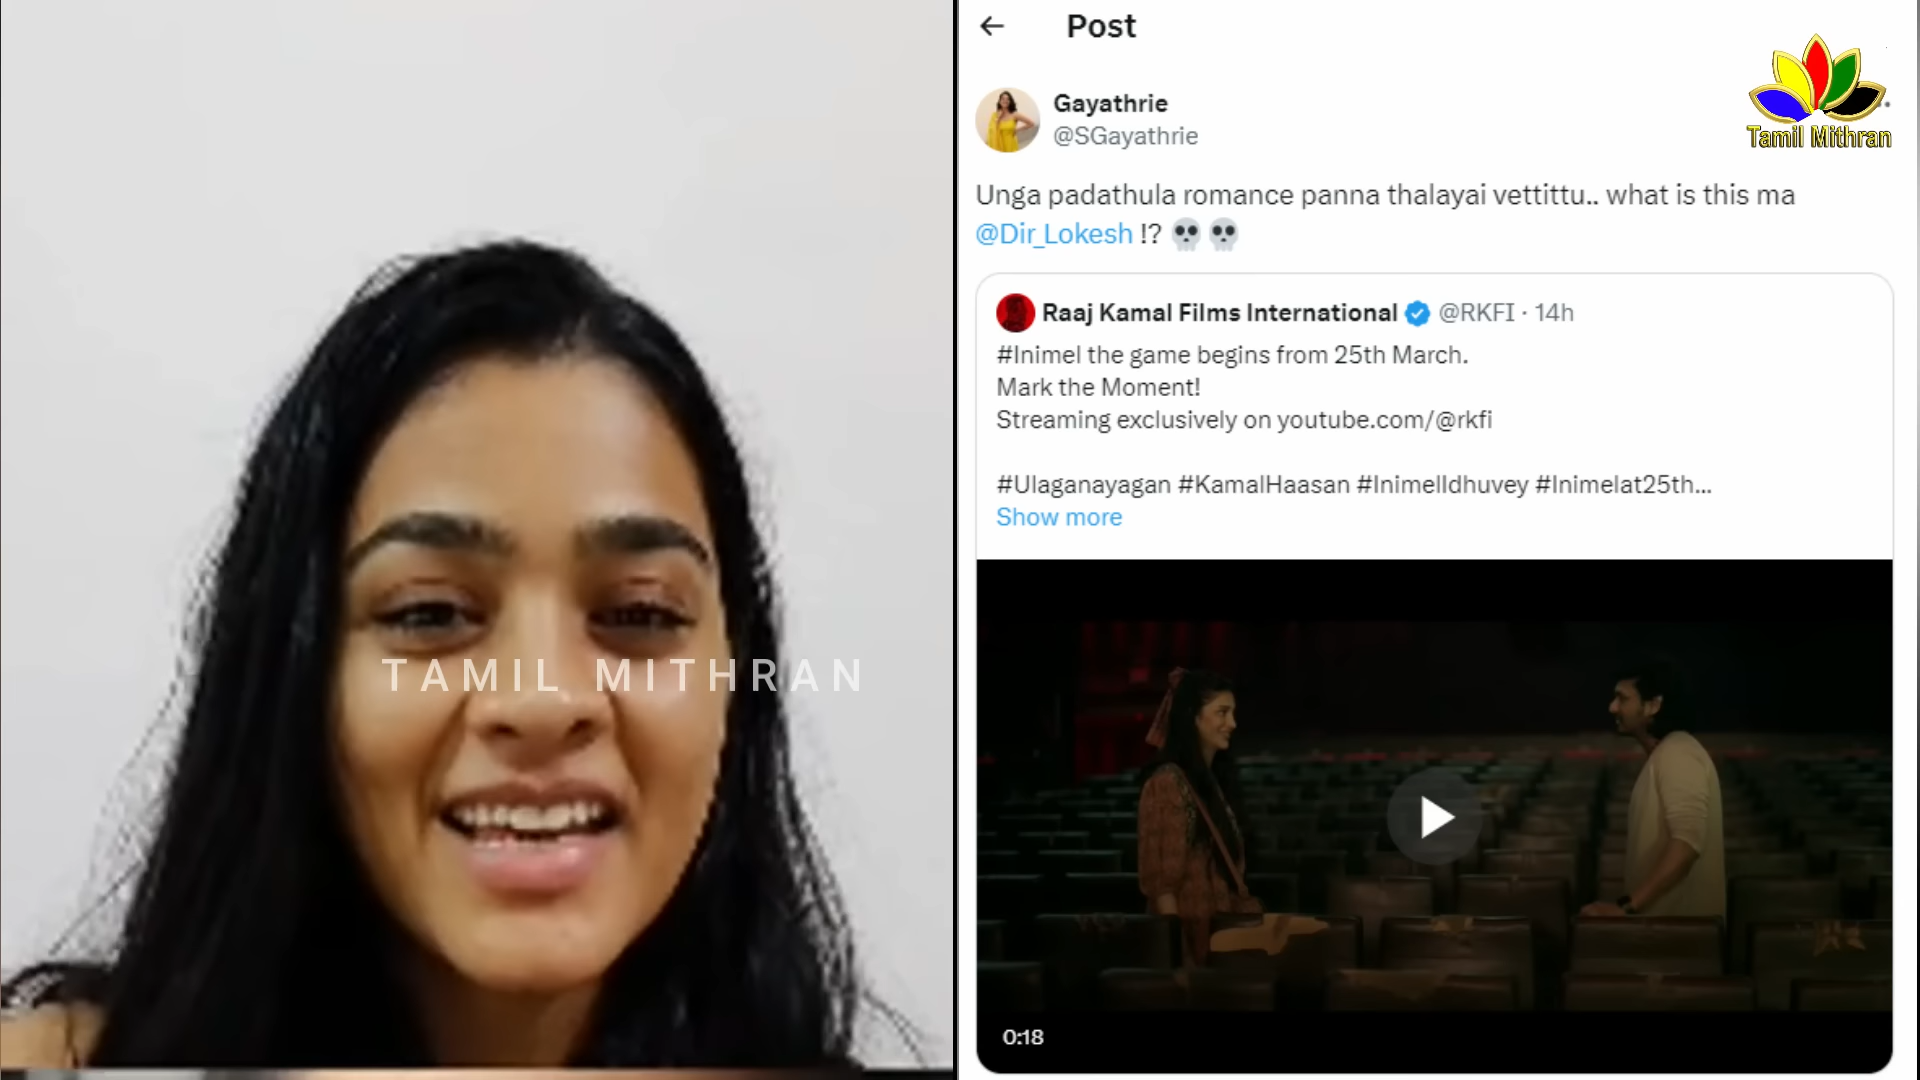 Post
Tamil Mithran
Gayathrie
@SGayathrie
Unga padathula romance panna thalayai vettittu.. what is this ma
@Dir_Lokesh !? 💀💀
Raaj Kamal Films International @RKFI · 14h
#Inimel the game begins from 25th March.
Mark the Moment!
Streaming exclusively on youtube.com/@rkfi
#Ulaganayagan #KamalHaasan #InimelIdhuvey #Inimelat25th...
Show more
0:18
TAMIL MITHRAN